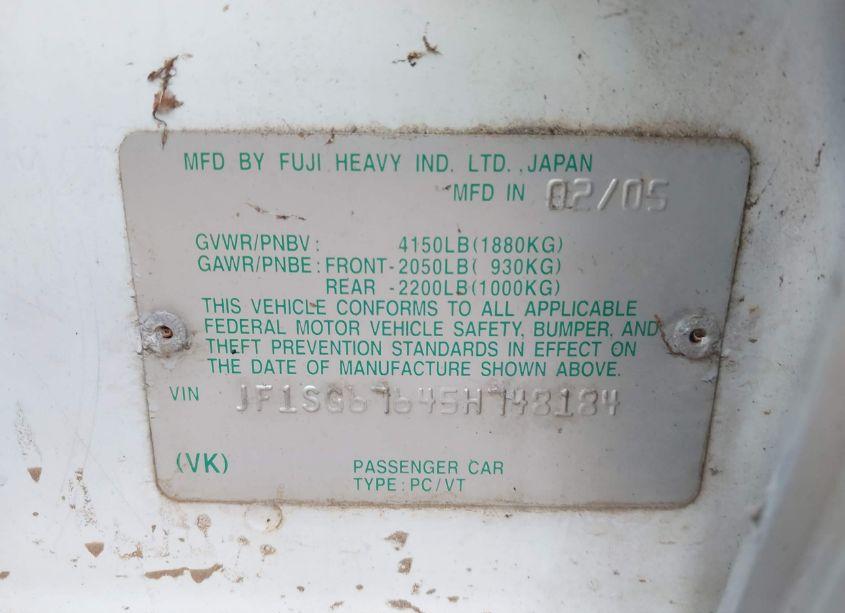 MFD BY FUJI HEAVY IND. LTD., JAPAN
MFD IN 02/05
GVWR/PNBV: 4150LB(1880KG)
GAWR/PNBE: FRONT-2050LB( 930KG)
REAR -2200LB(1000KG)
THIS VEHICLE CONFORMS TO ALL APPLICABLE
FEDERAL MOTOR VEHICLE SAFETY, BUMPER, AND
THEFT PREVENTION STANDARDS IN EFFECT ON
THE DATE OF MANUFACTURE SHOWN ABOVE.
VIN JF1SG67645H748184
(VK) PASSENGER CAR
TYPE: PC/VT